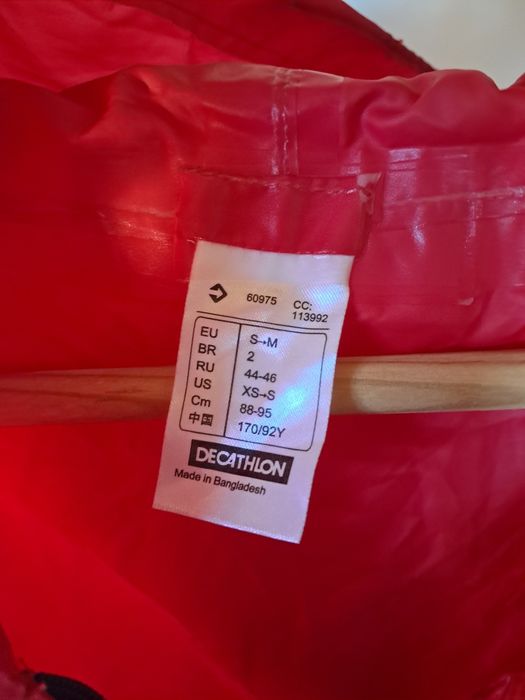 60975 CC: 113992
EU S→M
BR 2
RU 44-46
US XS→S
Cm 88-95
中国 170/92Y
DECATHLON
Made in Bangladesh